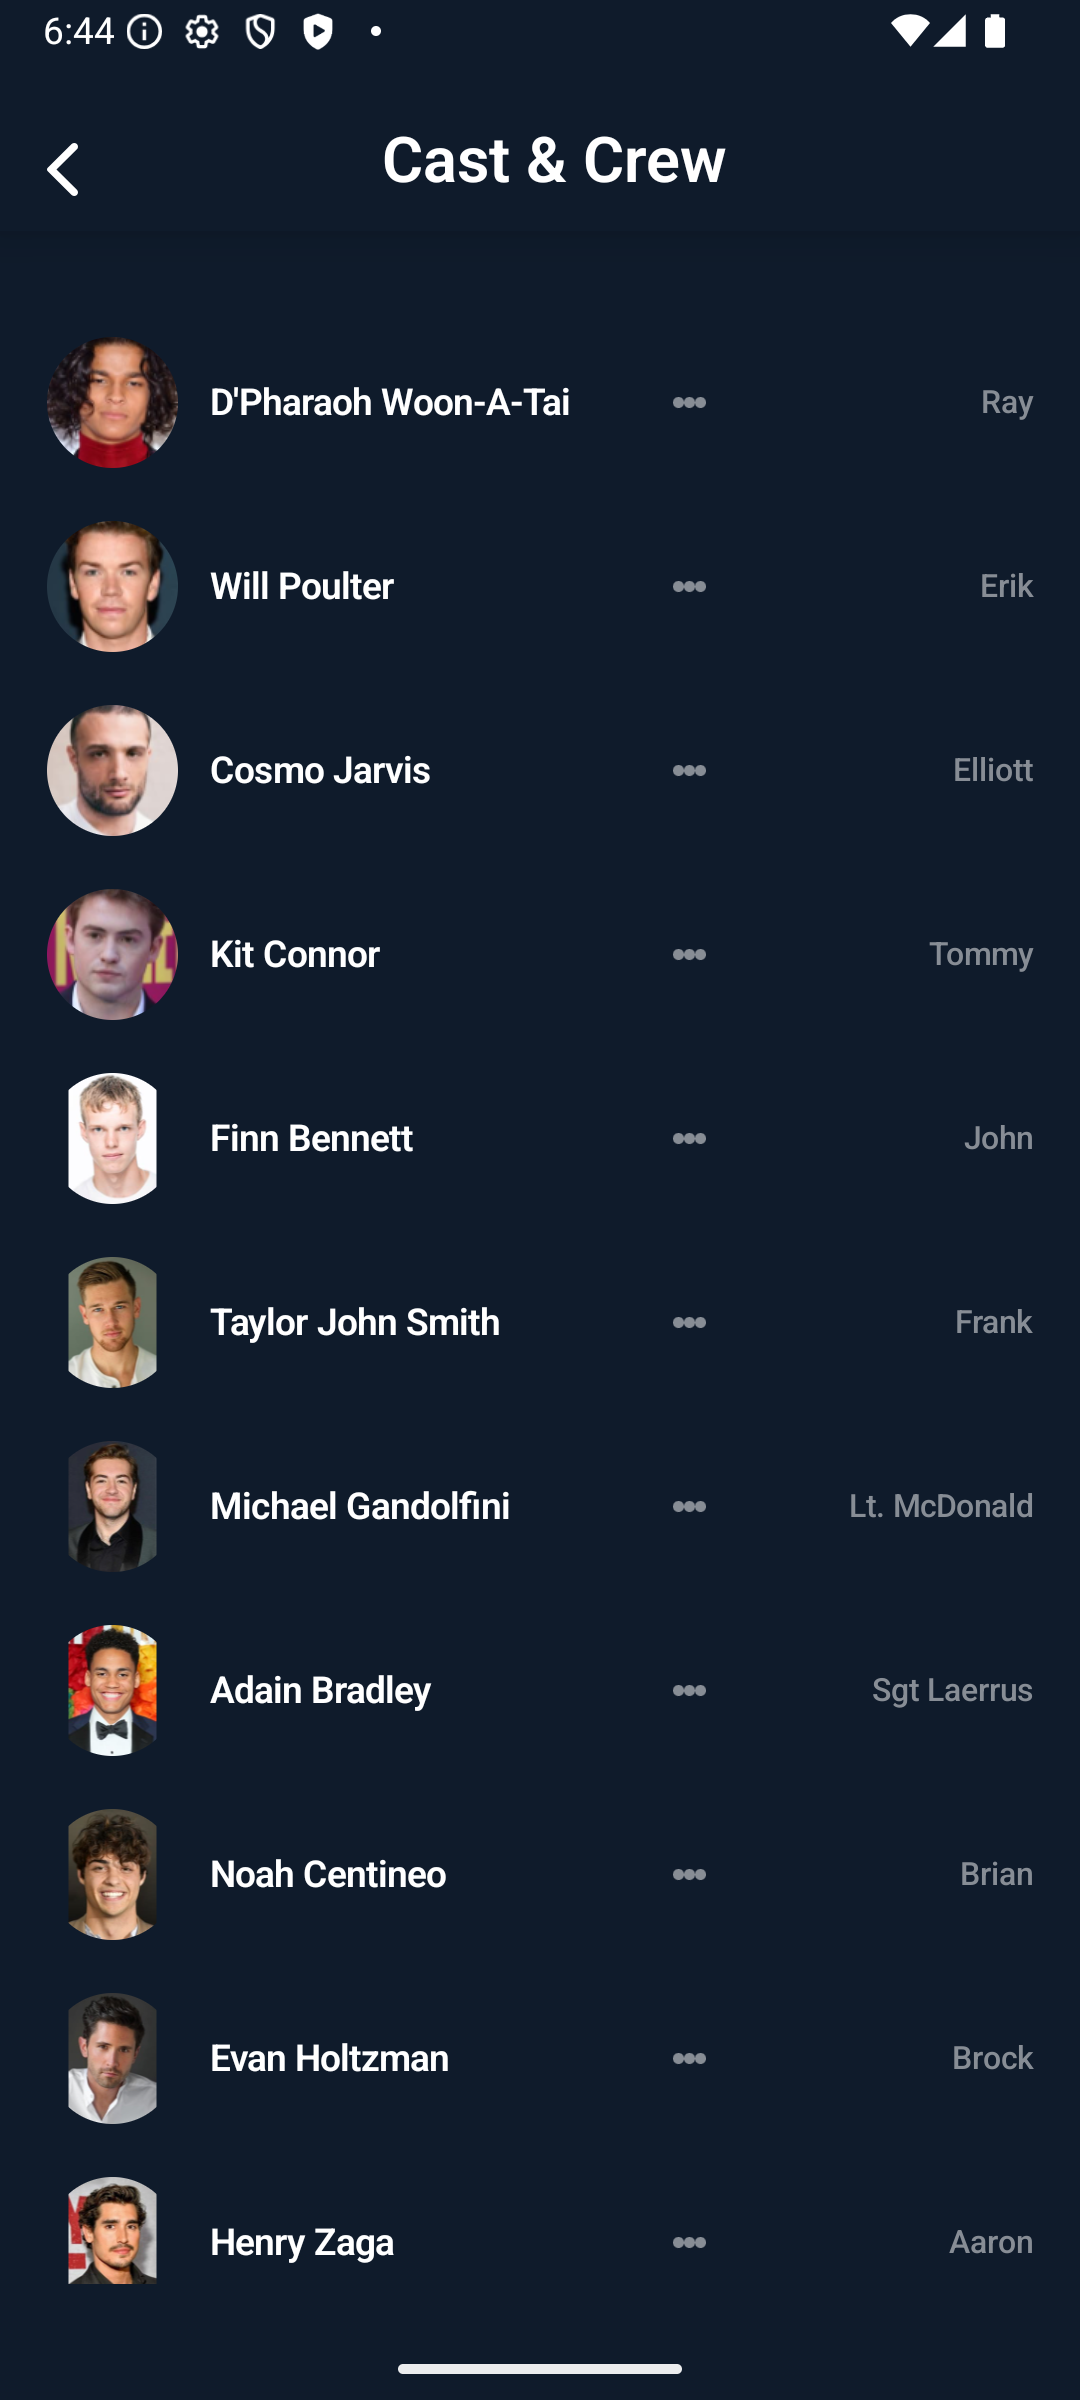 6:44
Cast & Crew
D'Pharaoh Woon-A-Tai ••• Ray
Will Poulter ••• Erik
Cosmo Jarvis ••• Elliott
Kit Connor ••• Tommy
Finn Bennett ••• John
Taylor John Smith ••• Frank
Michael Gandolfini ••• Lt. McDonald
Adain Bradley ••• Sgt Laerrus
Noah Centineo ••• Brian
Evan Holtzman ••• Brock
Henry Zaga ••• Aaron